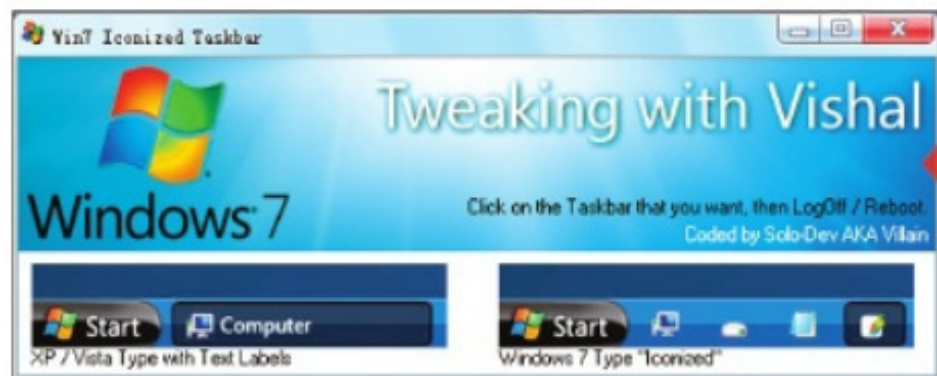 Win7 Iconized Taskbar
Tweaking with Vishal
Windows 7
Click on the Taskbar that you want, then LogOff / Reboot.
Coded by Solo-Dev AKA Villain
Start
Computer
Start
XP / Vista Type with Text Labels
Windows 7 Type "Iconized"